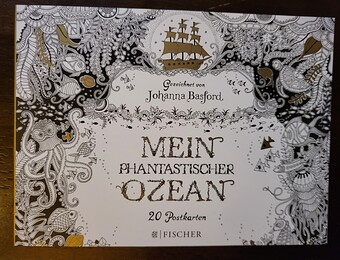 Gezeichnet von
Johanna Basford
MEIN
PHANTASTISCHER
OZEAN
20 Postkarten
FISCHER